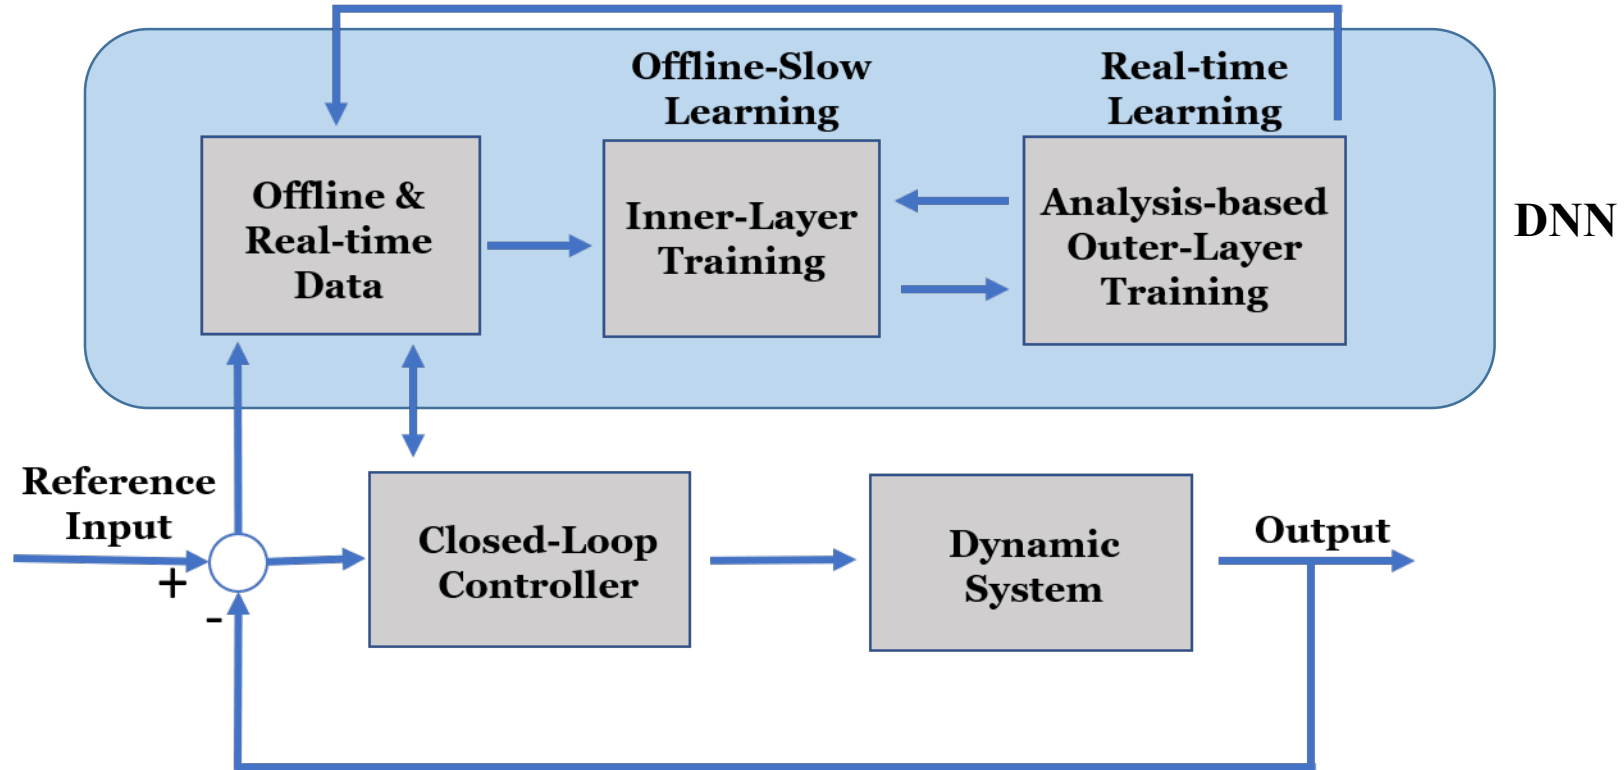 Offline-Slow
Learning
Real-time
Learning
Offline &
Real-time
Data
Inner-Layer
Training
Analysis-based
Outer-Layer
Training
DNN
Reference
Input
+
-
Closed-Loop
Controller
Dynamic
System
Output